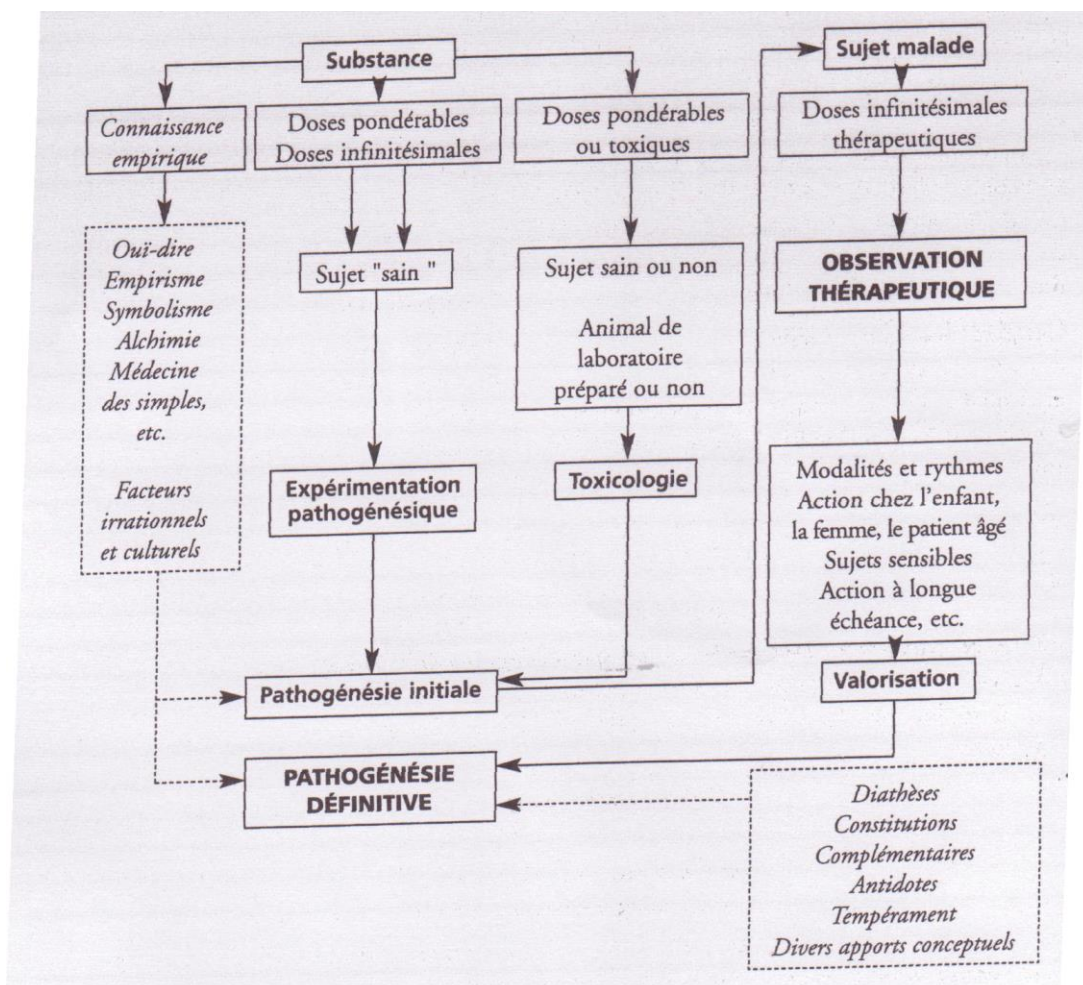 Substance
Sujet malade
Connaissance
empirique
Doses pondérables
Doses infinitésimales
Doses pondérables
ou toxiques
Doses infinitésimales
thérapeutiques
Ouï-dire
Empirisme
Symbolisme
Alchimie
Médecine
des simples,
etc.
Facteurs
irrationnels
et culturels
Sujet "sain "
Sujet sain ou non
Animal de
laboratoire
préparé ou non
OBSERVATION
THÉRAPEUTIQUE
Expérimentation
pathogénésique
Toxicologie
Modalités et rythmes
Action chez l'enfant,
la femme, le patient âgé
Sujets sensibles
Action à longue
échéance, etc.
Pathogénésie initiale
Valorisation
PATHOGÉNÉSIE
DÉFINITIVE
Diathèses
Constitutions
Complémentaires
Antidotes
Tempérament
Divers apports conceptuels